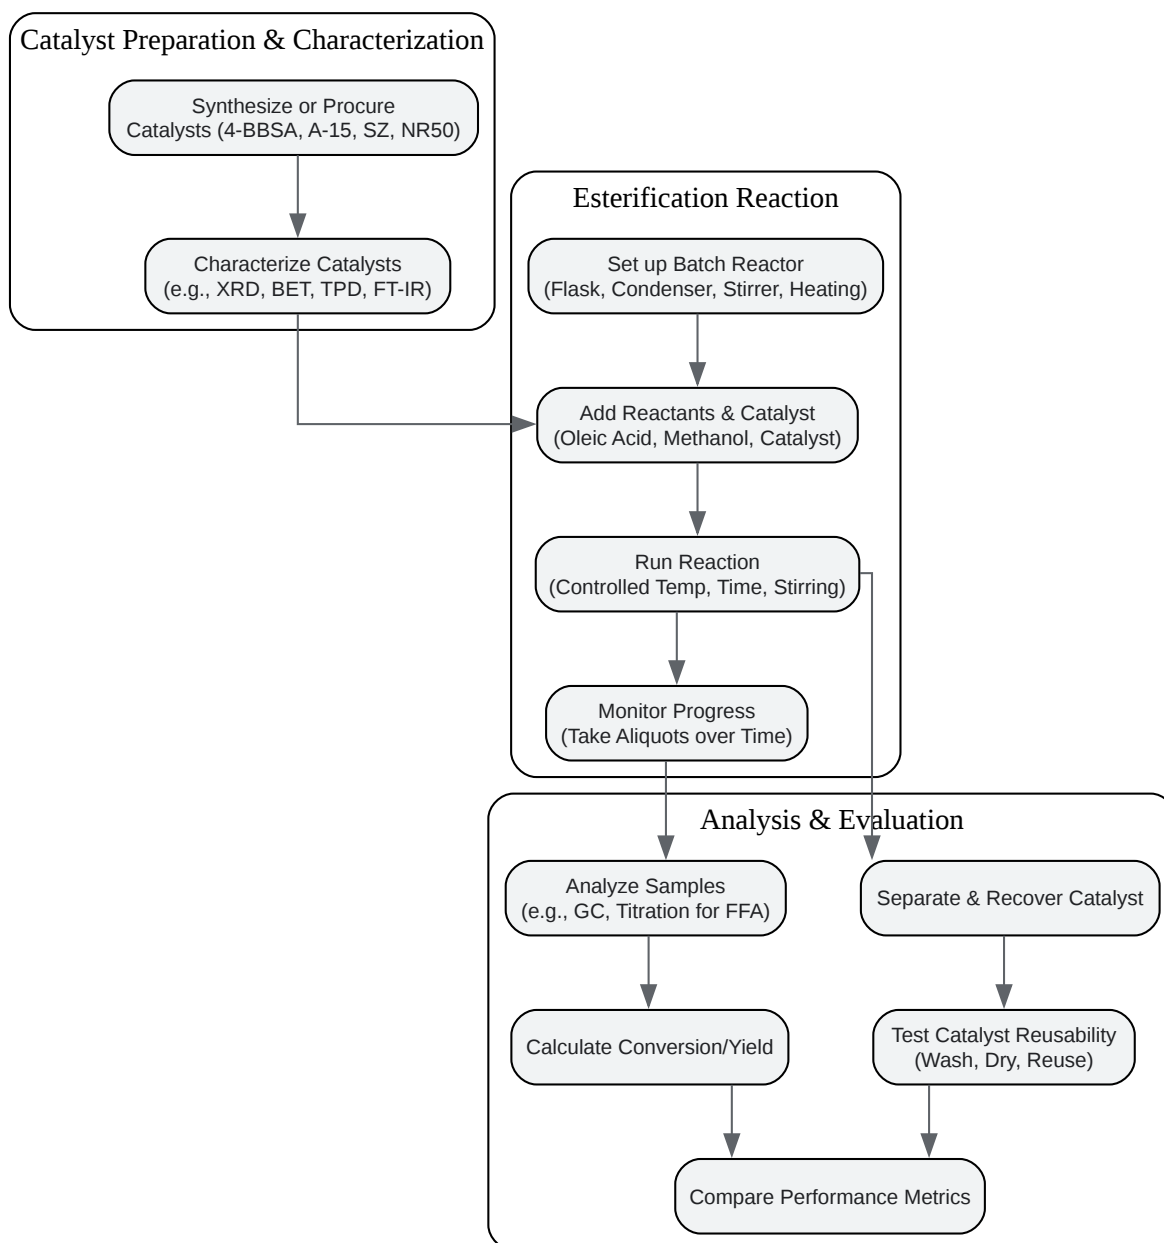 Catalyst Preparation & Characterization
Synthesize or Procure
Catalysts (4-BBSA, A-15, SZ, NR50)
Characterize Catalysts
(e.g., XRD, BET, TPD, FT-IR)
Esterification Reaction
Set up Batch Reactor
(Flask, Condenser, Stirrer, Heating)
Add Reactants & Catalyst
(Oleic Acid, Methanol, Catalyst)
Run Reaction
(Controlled Temp, Time, Stirring)
Monitor Progress
(Take Aliquots over Time)
Analysis & Evaluation
Analyze Samples
(e.g., GC, Titration for FFA)
Separate & Recover Catalyst
Calculate Conversion/Yield
Test Catalyst Reusability
(Wash, Dry, Reuse)
Compare Performance Metrics